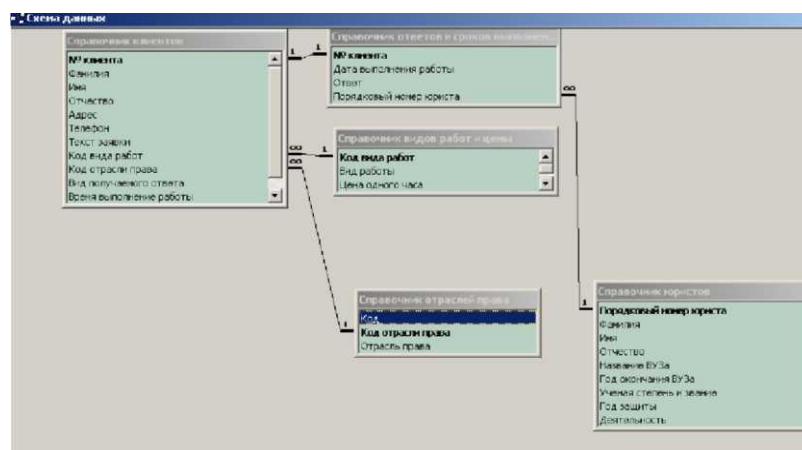 Схема данных
Справочник клиентов
№ клиента
Фамилия
Имя
Отчество
Адрес
Телефон
Текст заявки
Код вида работ
Код отрасли права
Вид получаемого ответа
Время выполнение работы
1
1
Справочник ответов и сроков выполнен...
№ клиента
Дата выполнения работы
Ответ
Порядковый номер юриста
∞
∞
∞
1
Справочник видов работ и цены
Код вида работ
Вид работы
Цена одного часа
1
Справочник отраслей права
Код
Код отрасли права
Отрасль права
1
Справочник юристов
Порядковый номер юриста
Фамилия
Имя
Отчество
Название ВУЗа
Год окончания ВУЗа
Ученая степень и звание
Год защиты
Деятельность